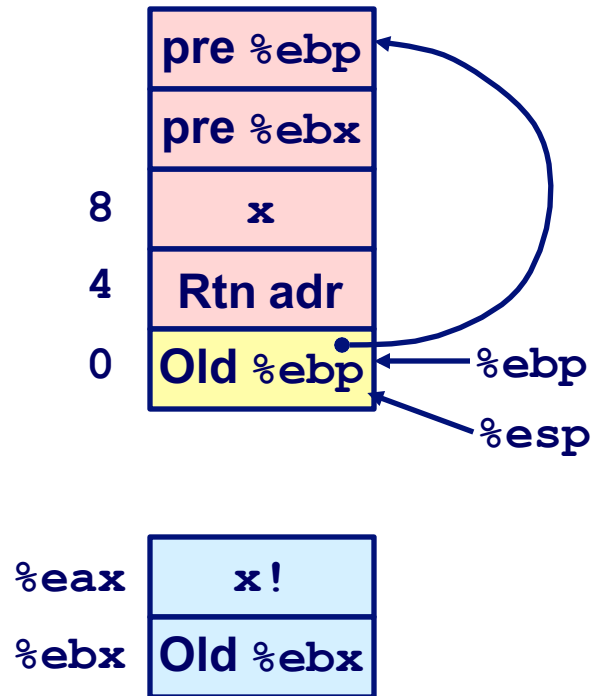 pre %ebp
pre %ebx
8 x
4 Rtn adr
0 Old %ebp %ebp
%esp
%eax x!
%ebx Old %ebx